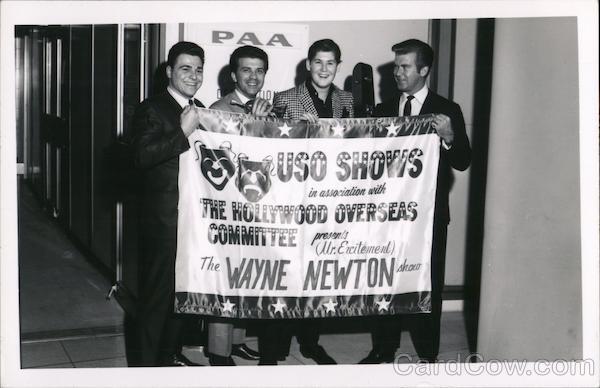 PAA
USO SHOWS
in association with
THE HOLLYWOOD OVERSEAS
COMMITTEE presents
(Mr. Excitement)
The WAYNE NEWTON show
CardCow.com